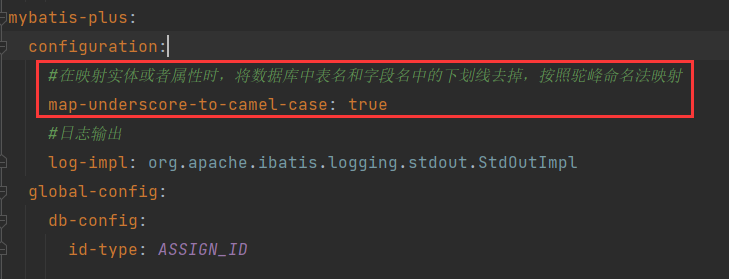 mybatis-plus:
configuration:
#在映射实体或者属性时，将数据库中表名和字段名中的下划线去掉，按照驼峰命名法映射
map-underscore-to-camel-case: true
#日志输出
log-impl: org.apache.ibatis.logging.stdout.StdOutImpl
global-config:
db-config:
id-type: ASSIGN_ID